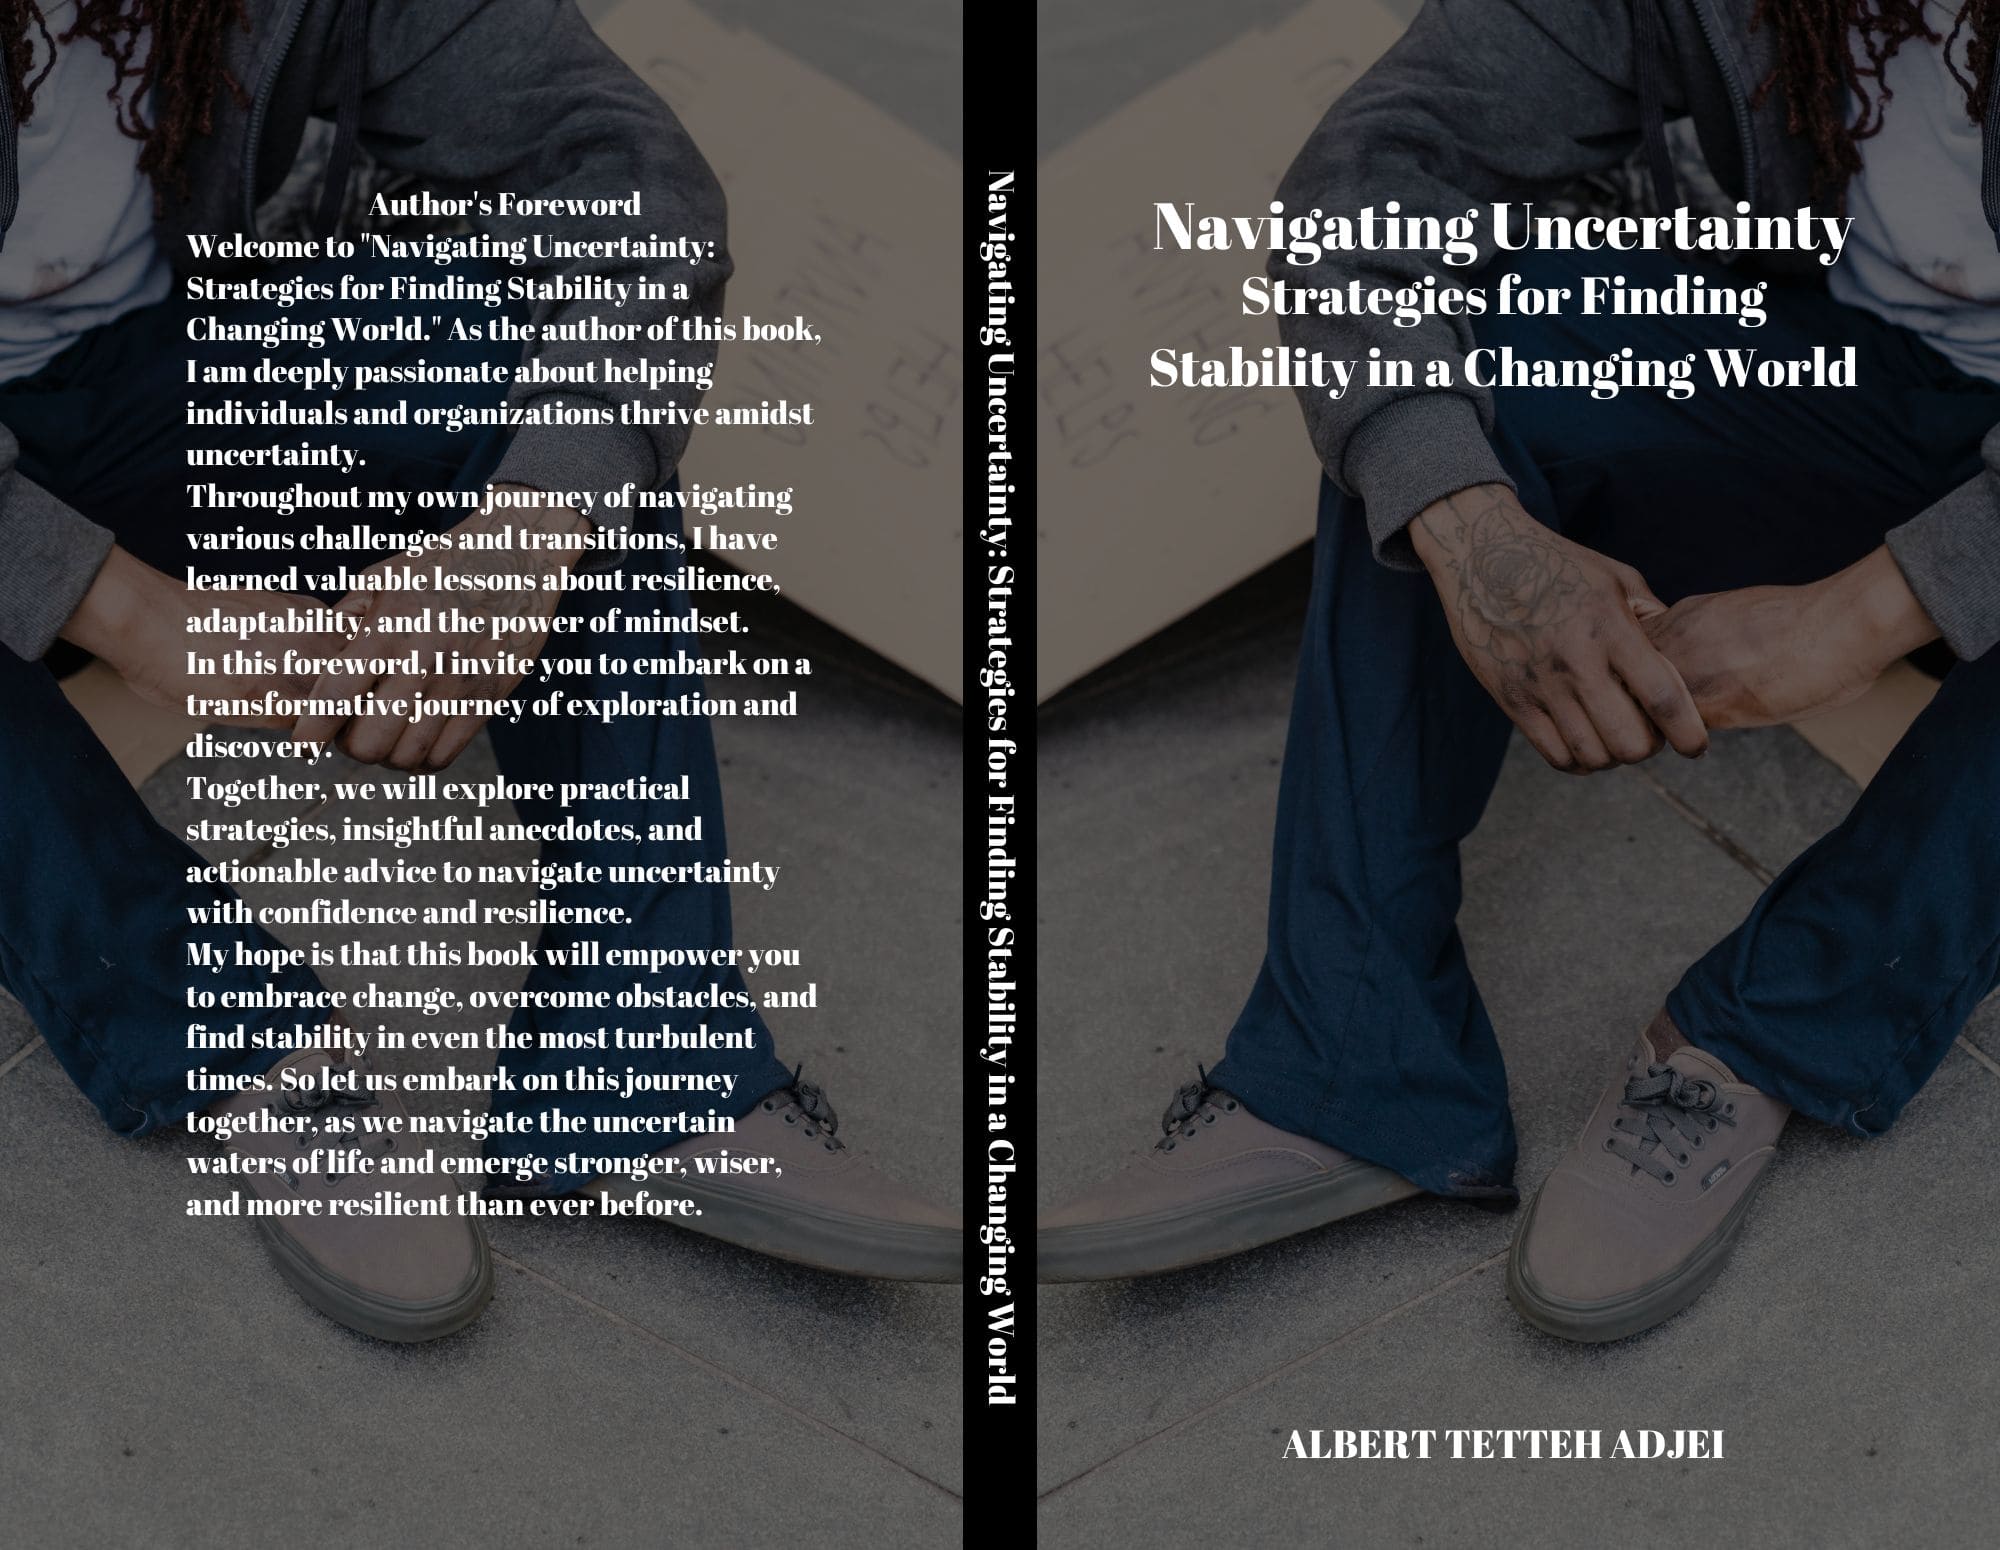 Author's Foreword
Welcome to "Navigating Uncertainty:
Strategies for Finding Stability in a
Changing World." As the author of this book,
I am deeply passionate about helping
individuals and organizations thrive amidst
uncertainty.
Throughout my own journey of navigating
various challenges and transitions, I have
learned valuable lessons about resilience,
adaptability, and the power of mindset.
In this foreword, I invite you to embark on a
transformative journey of exploration and
discovery.
Together, we will explore practical
strategies, insightful anecdotes, and
actionable advice to navigate uncertainty
with confidence and resilience.
My hope is that this book will empower you
to embrace change, overcome obstacles, and
find stability in even the most turbulent
times. So let us embark on this journey
together, as we navigate the uncertain
waters of life and emerge stronger, wiser,
and more resilient than ever before.
Navigating Uncertainty: Strategies for Finding Stability in a Changing World
Navigating Uncertainty
Strategies for Finding
Stability in a Changing World
ALBERT TETTEH ADJEI